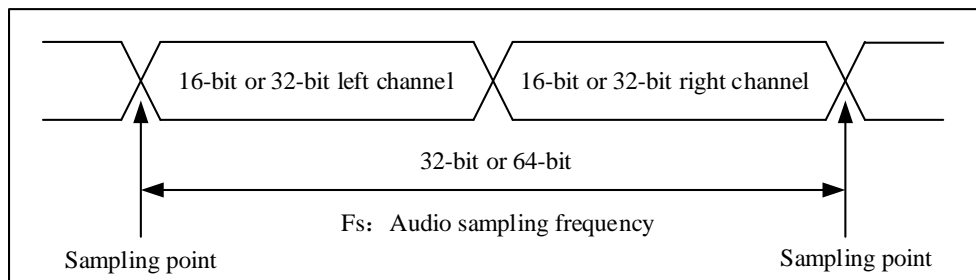 16-bit or 32-bit left channel
16-bit or 32-bit right channel
32-bit or 64-bit
Fs：Audio sampling frequency
Sampling point
Sampling point